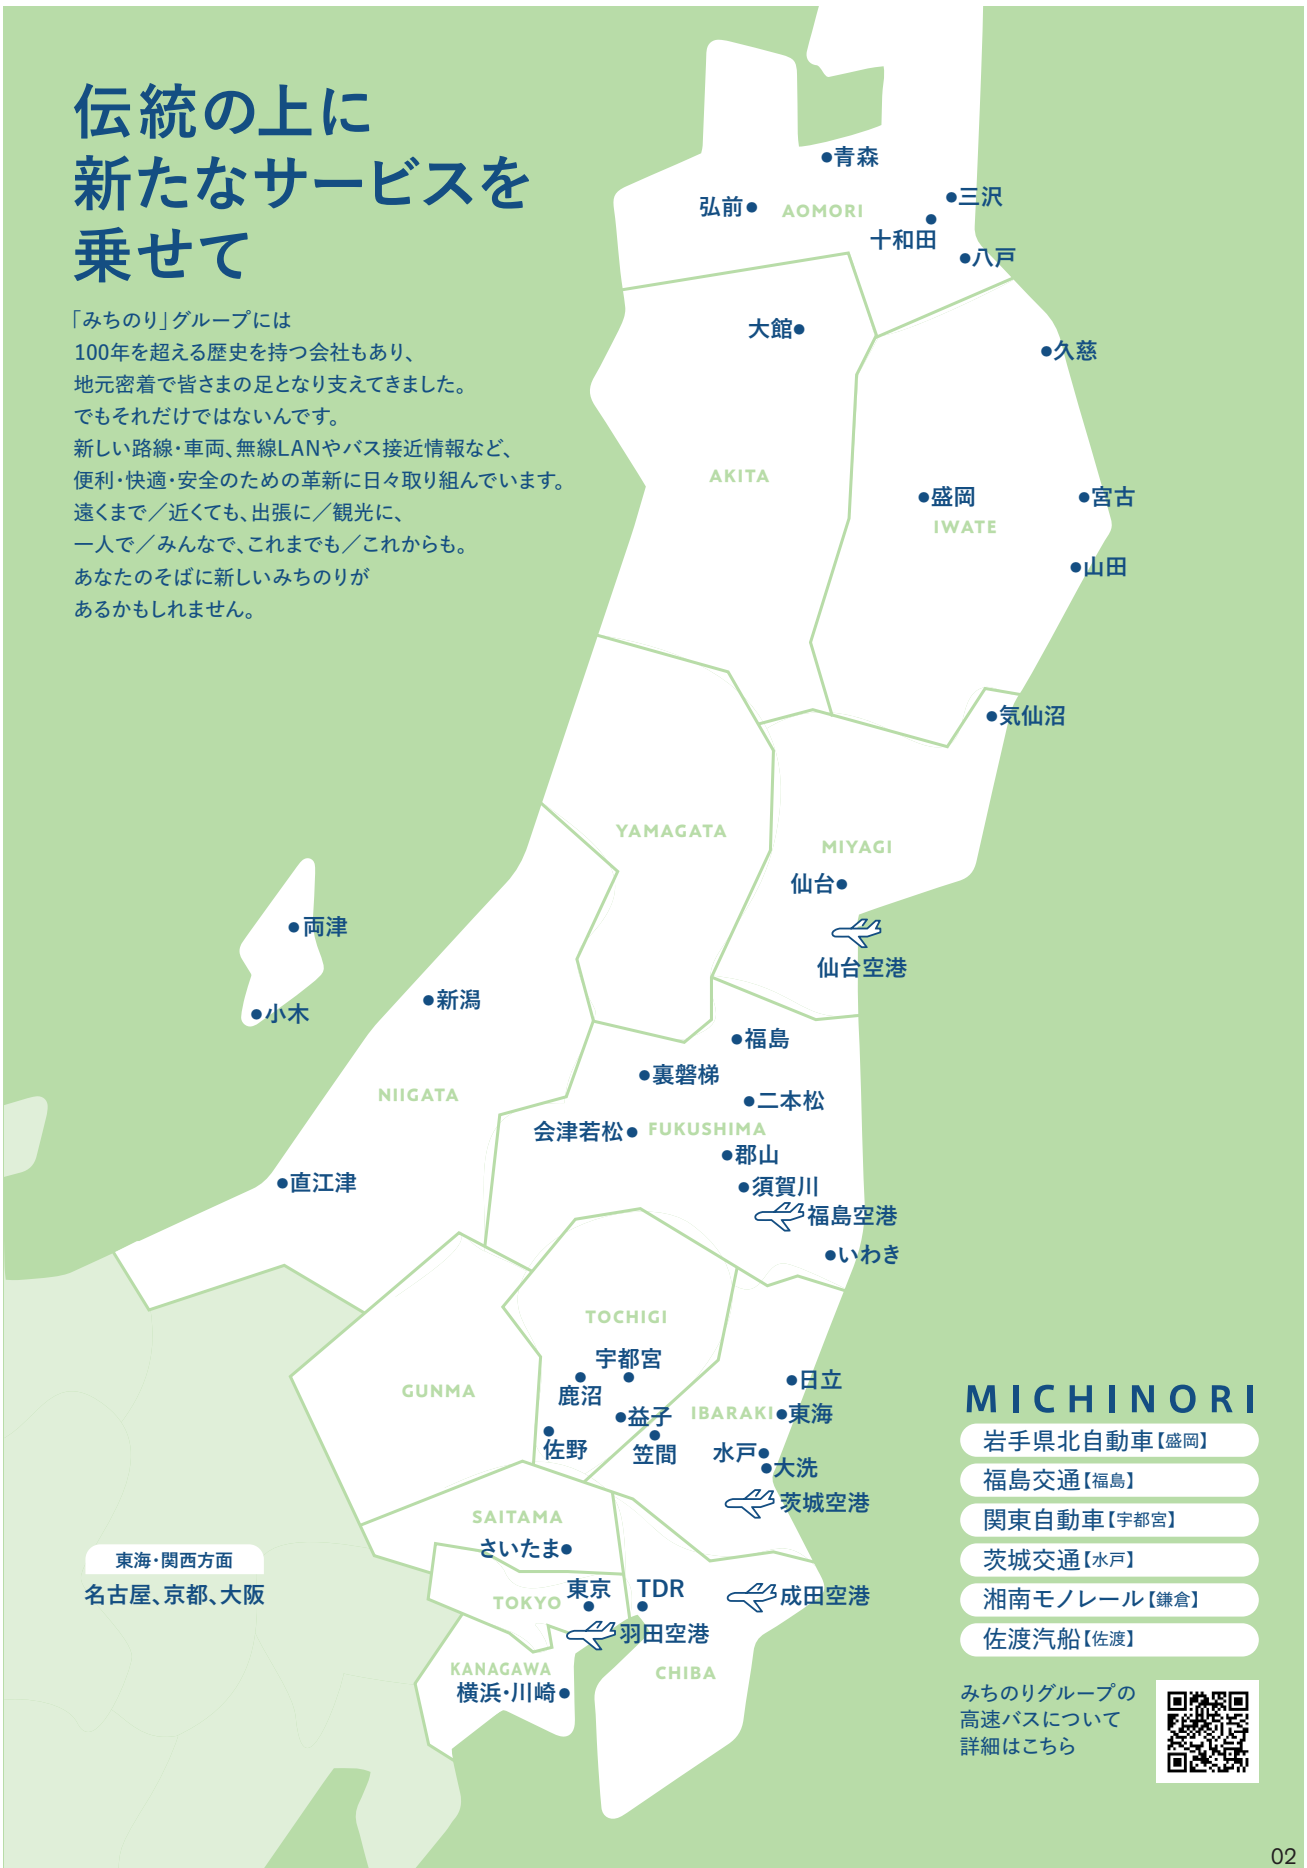 伝統の上に
新たなサービスを
乗せて
「みちのり」グループには
100年を超える歴史を持つ会社もあり、
地元密着で皆さまの足となり支えてきました。
でもそれだけではないんです。
新しい路線・車両、無線LANやバス接近情報など、
便利・快適・安全のための革新に日々取り組んでいます。
遠くまで／近くても、出張に／観光に、
一人で／みんなで、これまでも／これからも。
あなたのそばに新しいみちのりが
あるかもしれません。
青森
弘前
AOMORI
三沢
十和田
八戸
大館
久慈
AKITA
盛岡
宮古
IWATE
山田
気仙沼
YAMAGATA
MIYAGI
仙台
仙台空港
両津
小木
新潟
NIIGATA
直江津
福島
裏磐梯
二本松
会津若松
FUKUSHIMA
郡山
須賀川
福島空港
いわき
TOCHIGI
宇都宮
鹿沼
益子
佐野
笠間
GUNMA
IBARAKI
日立
東海
水戸
大洗
茨城空港
SAITAMA
さいたま
TOKYO
東京
TDR
成田空港
羽田空港
KANAGAWA
横浜・川崎
CHIBA
東海・関西方面
名古屋、京都、大阪
MICHINORI
岩手県北自動車【盛岡】
福島交通【福島】
関東自動車【宇都宮】
茨城交通【水戸】
湘南モノレール【鎌倉】
佐渡汽船【佐渡】
みちのりグループの
高速バスについて
詳細はこちら
02